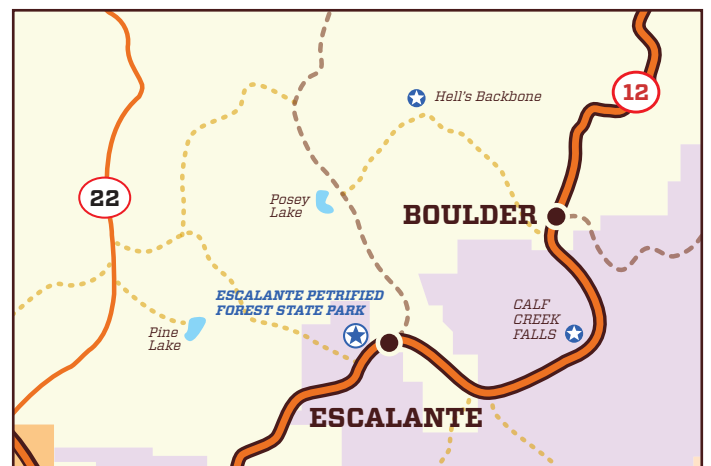 Hell's Backbone
12
22
Posey
Lake
BOULDER
ESCALANTE PETRIFIED
FOREST STATE PARK
CALF
CREEK
FALLS
Pine
Lake
ESCALANTE